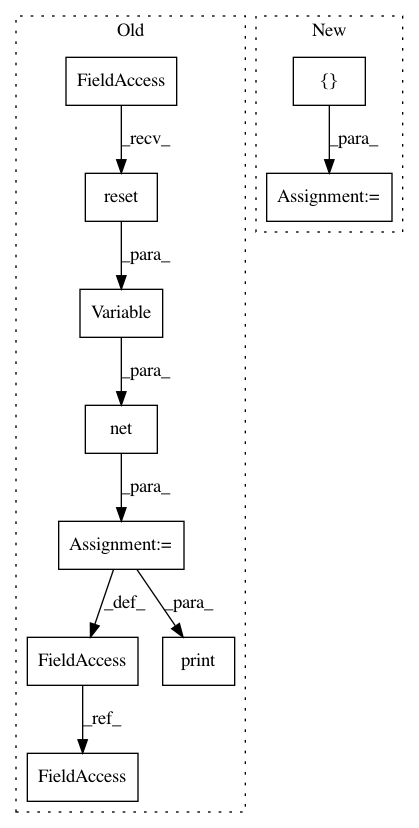 Old
New
FieldAccess
{}
_recv_
_para_
reset
Assignment:=
_para_
Variable
_para_
net
_para_
Assignment:=
_def_
_para_
FieldAccess
print
_ref_
FieldAccess